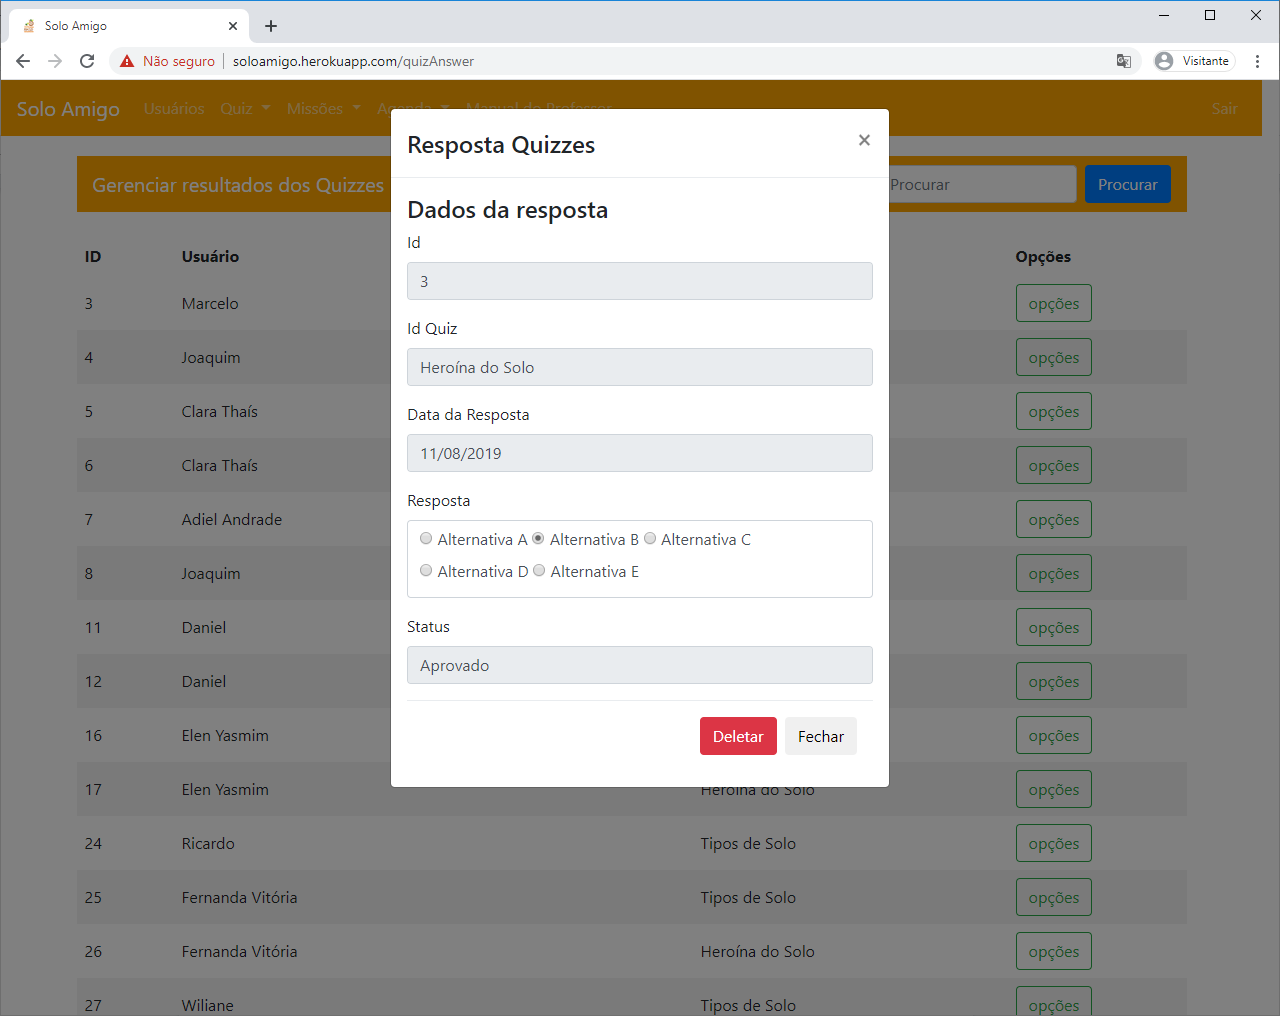 Solo Amigo
Não seguro
soloamigo.herokuapp.com/quizAnswer
Visitante
Solo Amigo Usuários Quiz Missões Agenda Manual do Professor Sair
Resposta Quizzes ×
Gerenciar resultados dos Quizzes
Procurar Procurar
Dados da resposta
Id
3
Id Quiz
Heroína do Solo
Data da Resposta
11/08/2019
Resposta
Alternativa A Alternativa B Alternativa C
Alternativa D Alternativa E
Status
Aprovado
Deletar Fechar
ID Usuário Opções
3 Marcelo opções
4 Joaquim opções
5 Clara Thaís opções
6 Clara Thaís opções
7 Adiel Andrade opções
8 Joaquim opções
11 Daniel opções
12 Daniel opções
16 Elen Yasmim opções
17 Elen Yasmim Heroína do Solo opções
24 Ricardo Tipos de Solo opções
25 Fernanda Vitória Tipos de Solo opções
26 Fernanda Vitória Heroína do Solo opções
27 Wiliane Tipos de Solo opções